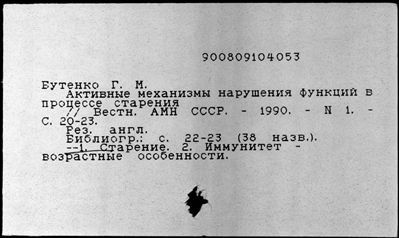 900809104053
Бутенко Г. М.
Активные механизмы нарушения функций в
процессе старения
// Вестн. АМН СССР. - 1990. - N 1. -
С. 20-23.
Рез. англ.
Библиогр.: с. 22-23 (38 назв.).
--1. Старение. 2. Иммунитет -
возрастные особенности.